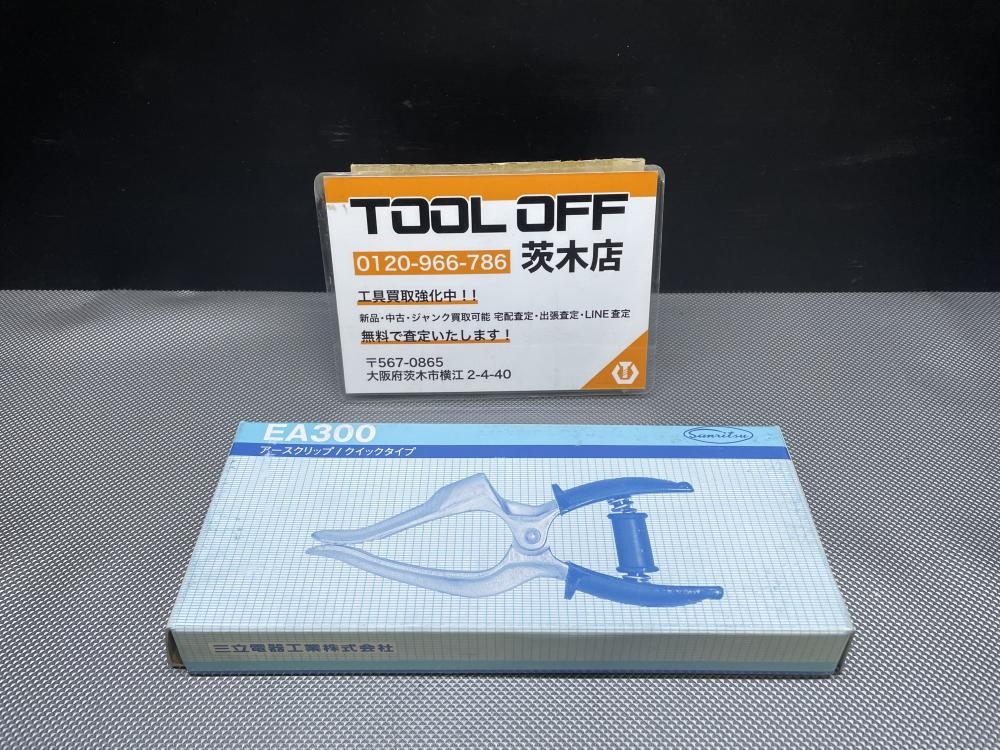 TOOL OFF
0120-966-786 茨木店
工具買取強化中!!
新品・中古・ジャンク買取可能 宅配査定・出張査定・LINE査定
無料で査定いたします!
〒567-0865
大阪府茨木市横江 2-4-40
EA300
Sanritsu
アースクリップ/クイックタイプ
三立電器工業株式会社